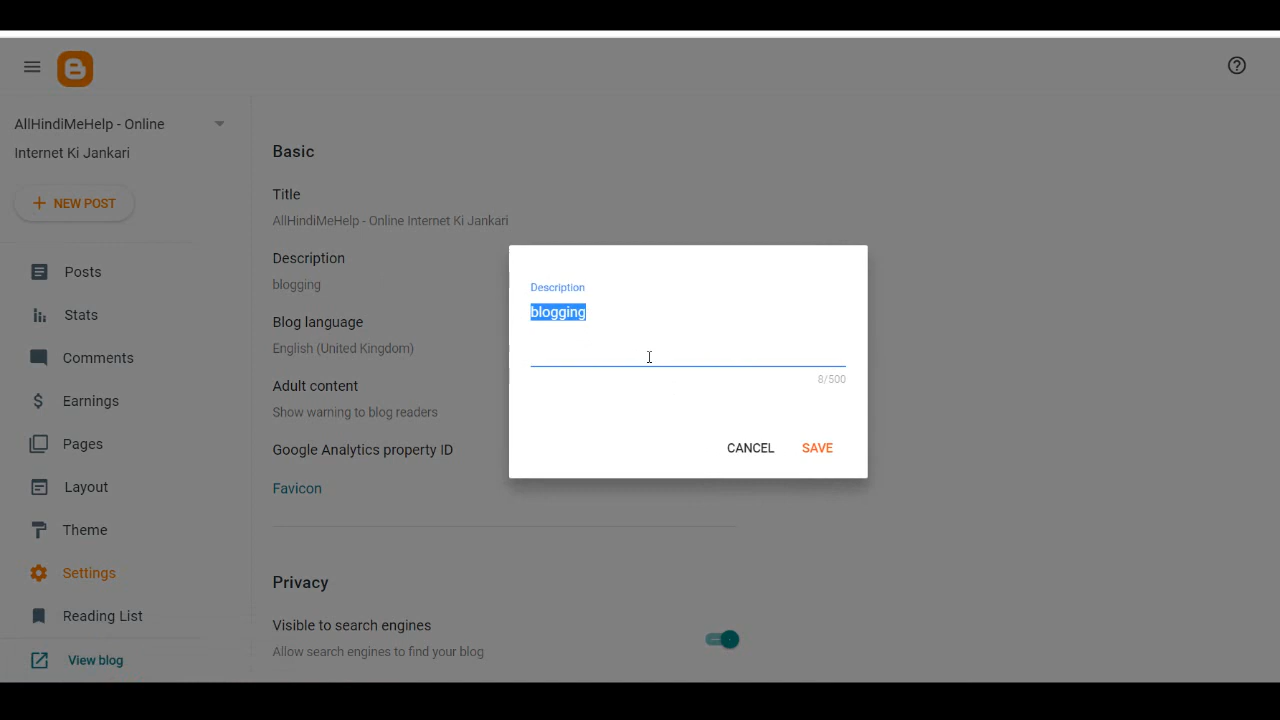 AllHindiMeHelp - Online
Internet Ki Jankari
NEW POST
Posts
Stats
Comments
Earnings
Pages
Layout
Theme
Settings
Reading List
View blog
Basic
Title
AllHindiMeHelp - Online Internet Ki Jankari
Description
blogging
Blog language
English (United Kingdom)
Adult content
Show warning to blog readers
Google Analytics property ID
Favicon
Privacy
Visible to search engines
Allow search engines to find your blog
Description
blogging
8/500
CANCEL SAVE